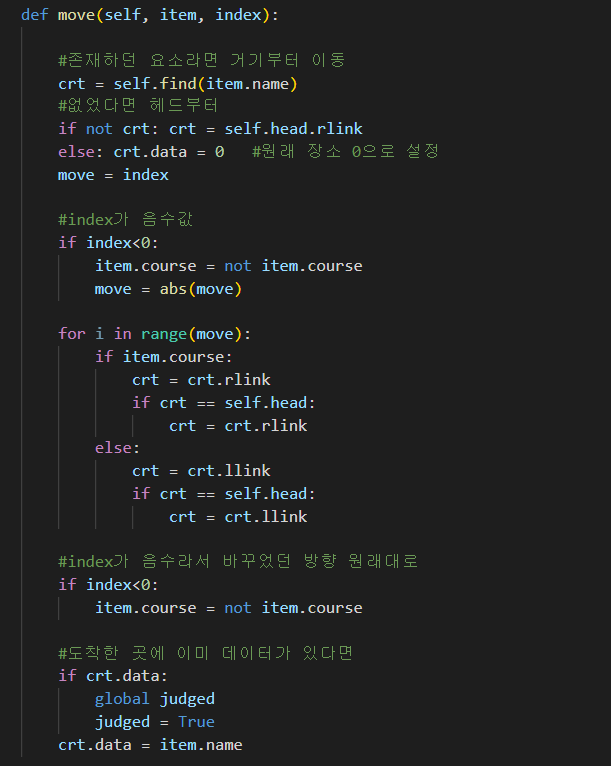 def move(self, item, index):
#존재하던 요소라면 거기부터 이동
crt = self.find(item.name)
#없었다면 헤드부터
if not crt: crt = self.head.rlink
else: crt.data = 0   #원래 장소 0으로 설정
move = index
#index가 음수값
if index<0:
item.course = not item.course
move = abs(move)
for i in range(move):
if item.course:
crt = crt.rlink
if crt == self.head:
crt = crt.rlink
else:
crt = crt.llink
if crt == self.head:
crt = crt.llink
#index가 음수라서 바꾸었던 방향 원래대로
if index<0:
item.course = not item.course
#도착한 곳에 이미 데이터가 있다면
if crt.data:
global judged
judged = True
crt.data = item.name